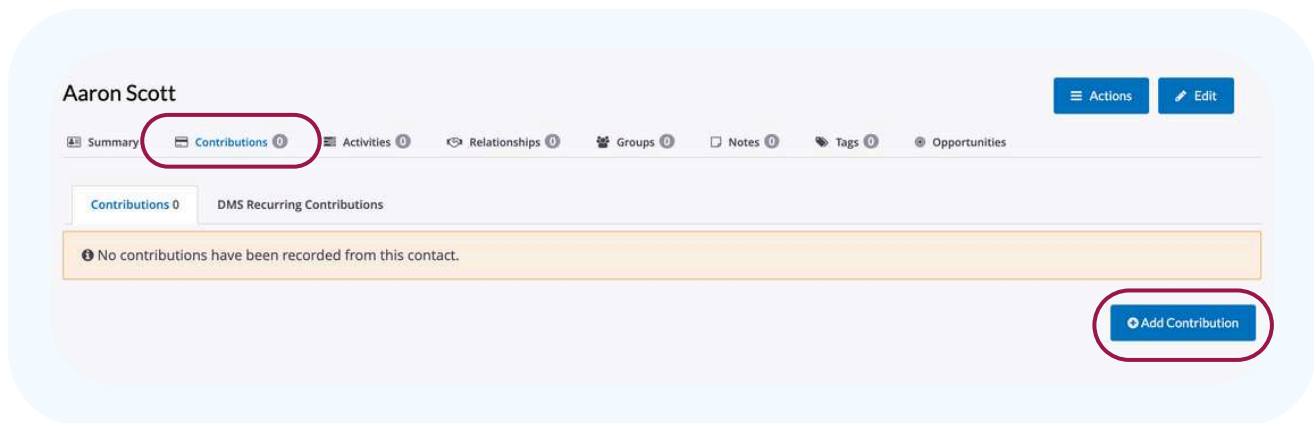 Aaron Scott
Actions Edit
Summary Contributions 0 Activities 0 Relationships 0 Groups 0 Notes 0 Tags 0 Opportunities
Contributions 0 DMS Recurring Contributions
No contributions have been recorded from this contact.
Add Contribution